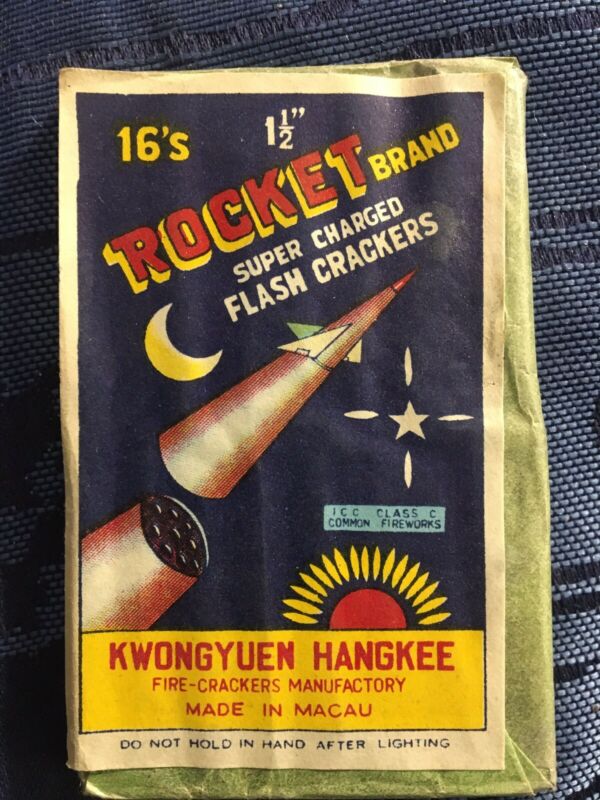 16's 1½"
ROCKET BRAND
SUPER CHARGED
FLASH CRACKERS
ICC CLASS C
COMMON FIREWORKS
KWONGYUEN HANGKEE
FIRE-CRACKERS MANUFACTORY
MADE IN MACAU
DO NOT HOLD IN HAND AFTER LIGHTING